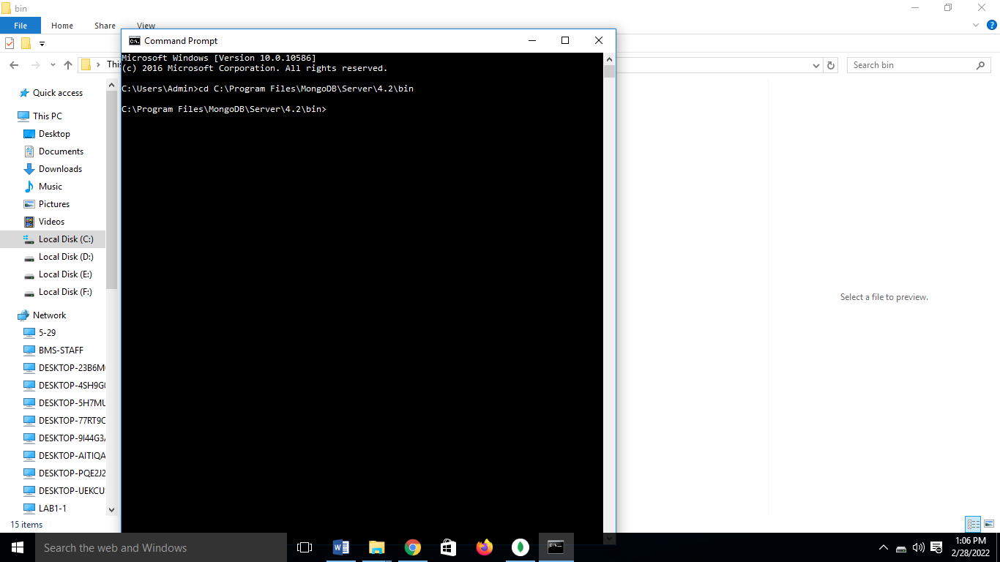 bin
File Home Share View
Command Prompt
Microsoft Windows [Version 10.0.10586]
(c) 2016 Microsoft Corporation. All rights reserved.
C:\Users\Admin>cd C:\Program Files\MongoDB\Server\4.2\bin
C:\Program Files\MongoDB\Server\4.2\bin>
This
Search bin
Quick access
This PC
Desktop
Documents
Downloads
Music
Pictures
Videos
Local Disk (C:)
Local Disk (D:)
Local Disk (E:)
Local Disk (F:)
Network
5-29
BMS-STAFF
DESKTOP-23B6M
DESKTOP-4SH9G
DESKTOP-5H7MU
DESKTOP-77RT9
DESKTOP-9I44G3
DESKTOP-AITIQA
DESKTOP-PQE2J2
DESKTOP-UEKCU
LAB1-1
Select a file to preview.
15 items
Search the web and Windows
1:06 PM
2/28/2022